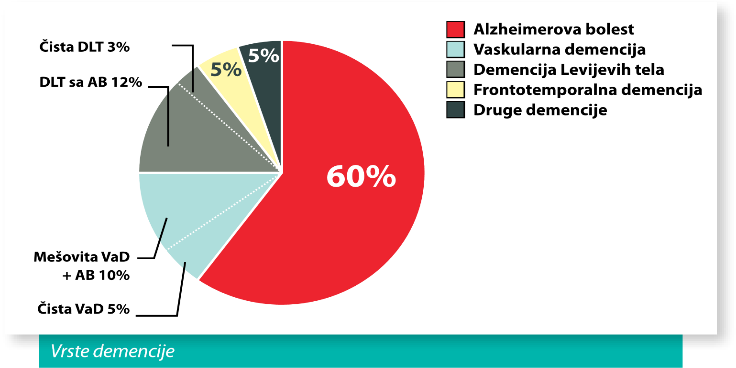 Čista DLT 3%
DLT sa AB 12%
5%
5%
60%
Mešovita VaD
+ AB 10%
Čista VaD 5%
Alzheimerova bolest
Vaskularna demencija
Demencija Levijevih tela
Frontotemporalna demencija
Druge demencije
Vrste demencije